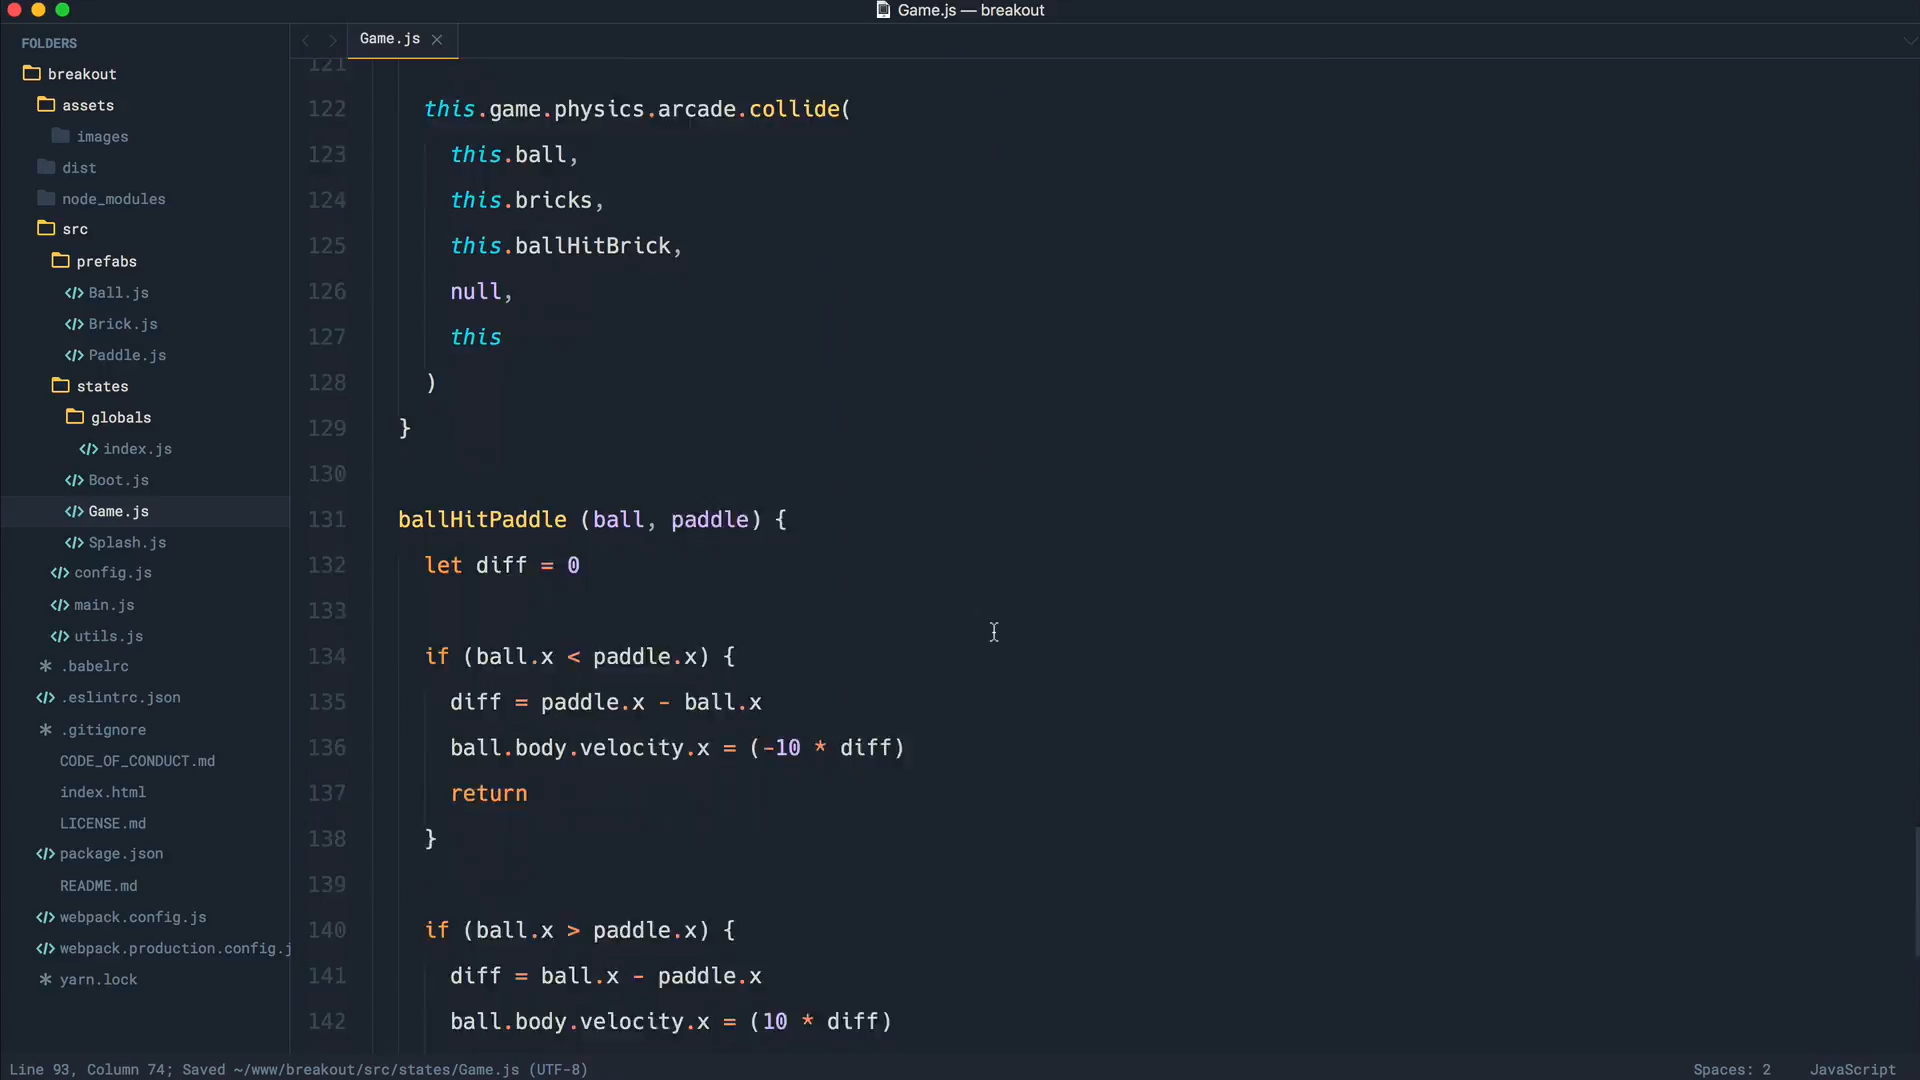 Game.js — breakout
FOLDERS
breakout
assets
images
dist
node_modules
src
prefabs
Ball.js
Brick.js
Paddle.js
states
globals
index.js
Boot.js
Game.js
Splash.js
config.js
main.js
utils.js
.babelrc
.eslintrc.json
.gitignore
CODE_OF_CONDUCT.md
index.html
LICENSE.md
package.json
README.md
webpack.config.js
webpack.production.config.j
yarn.lock
Game.js
121
122 this.game.physics.arcade.collide(
123 this.ball,
124 this.bricks,
125 this.ballHitBrick,
126 null,
127 this
128 )
129 }
130
131 ballHitPaddle (ball, paddle) {
132 let diff = 0
133
134 if (ball.x < paddle.x) {
135 diff = paddle.x - ball.x
136 ball.body.velocity.x = (-10 * diff)
137 return
138 }
139
140 if (ball.x > paddle.x) {
141 diff = ball.x - paddle.x
142 ball.body.velocity.x = (10 * diff)
Line 93, Column 74; Saved ~/www/breakout/src/states/Game.js (UTF-8)
Spaces: 2
JavaScript